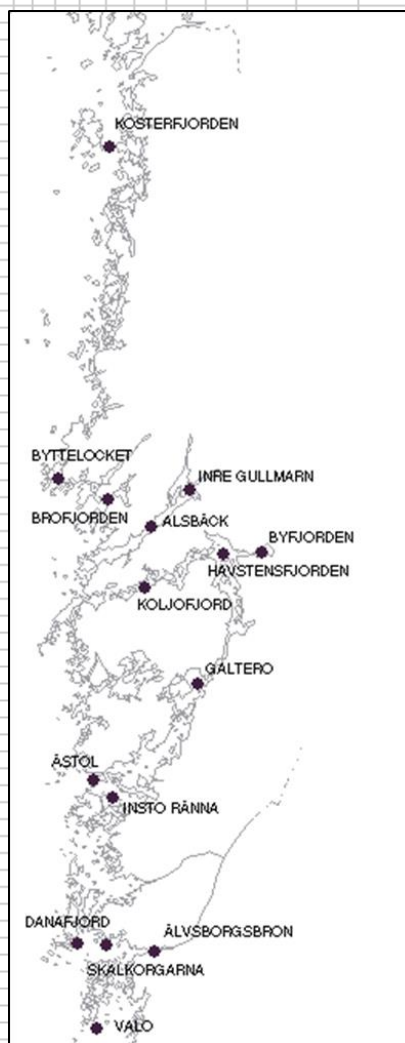 KOSTERFJORDEN
BYTTELOCKET
INRE GULLMARN
BROFJORDEN
ALSBÄCK
BYFJORDEN
HAVSTENSFJORDEN
KOLJOFJORD
GALTERO
ÅSTOL
INSTO RÄNNA
DANAFJORD
ÄLVSBORGSBRON
SKALKORGARNA
VALO